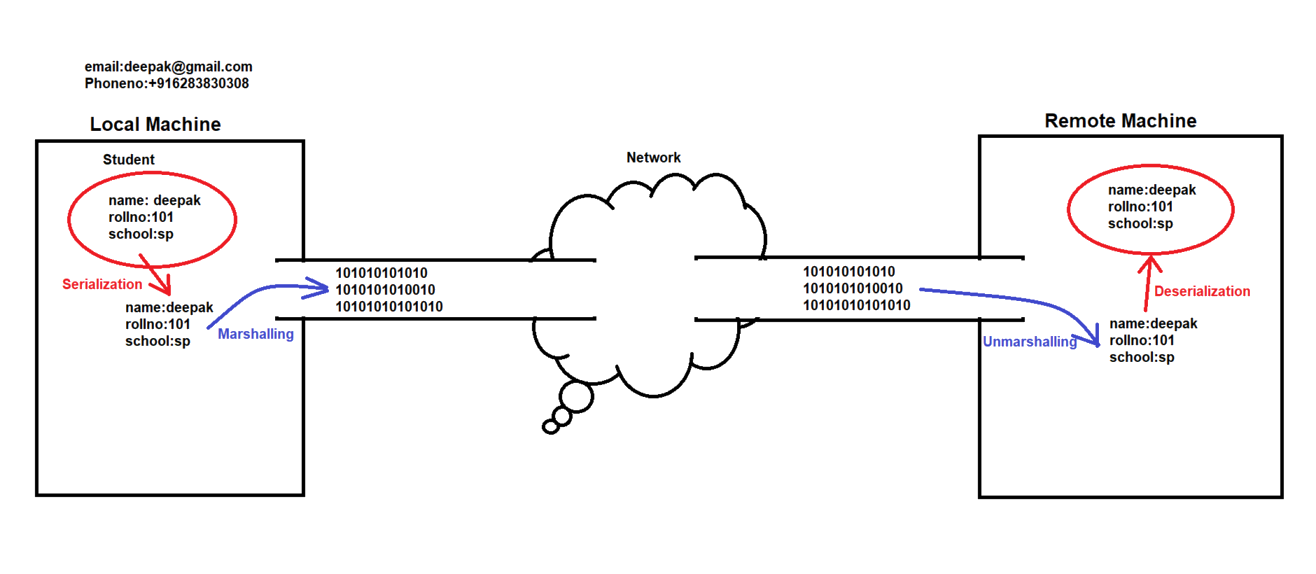 email:deepak@gmail.com
Phoneno:+916283830308
Local Machine
Student
name: deepak
rollno:101
school:sp
Serialization
name:deepak
rollno:101
school:sp
Marshalling
101010101010
1010101010010
10101010101010
Network
101010101010
1010101010010
10101010101010
Remote Machine
name:deepak
rollno:101
school:sp
Deserialization
Unmarshalling
name:deepak
rollno:101
school:sp